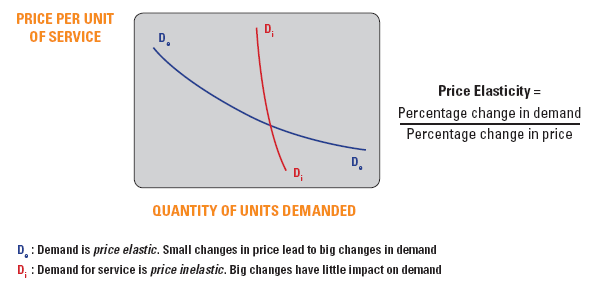 PRICE PER UNIT
OF SERVICE
De
Di
De
Di
Price Elasticity =
Percentage change in demand
Percentage change in price
QUANTITY OF UNITS DEMANDED
De : Demand is price elastic. Small changes in price lead to big changes in demand
Di : Demand for service is price inelastic. Big changes have little impact on demand